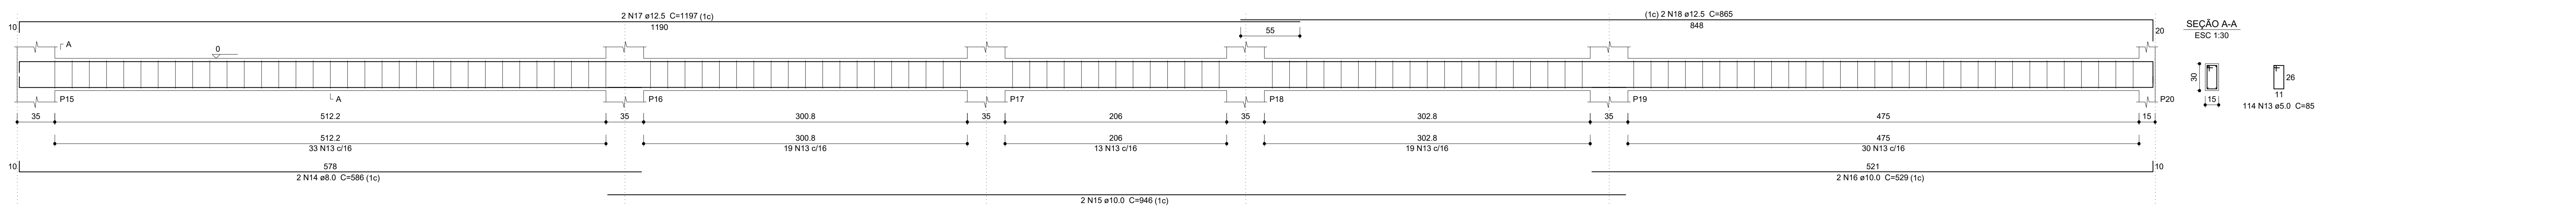 2 N17 ø12.5  C=1197 (1c)
(1c) 2 N18 ø12.5  C=865
10
1190
848
55
20
SEÇÃO A-A
ESC 1:30
A
0
30
26
A
P15
P16
P17
P18
P19
P20
15
11
114 N13 ø5.0  C=85
35
512.2
35
300.8
35
206
35
302.8
35
475
15
512.2
300.8
206
302.8
475
33 N13 c/16
19 N13 c/16
13 N13 c/16
19 N13 c/16
30 N13 c/16
10
578
521
10
2 N14 ø8.0  C=586 (1c)
2 N16 ø10.0  C=529 (1c)
2 N15 ø10.0  C=946 (1c)